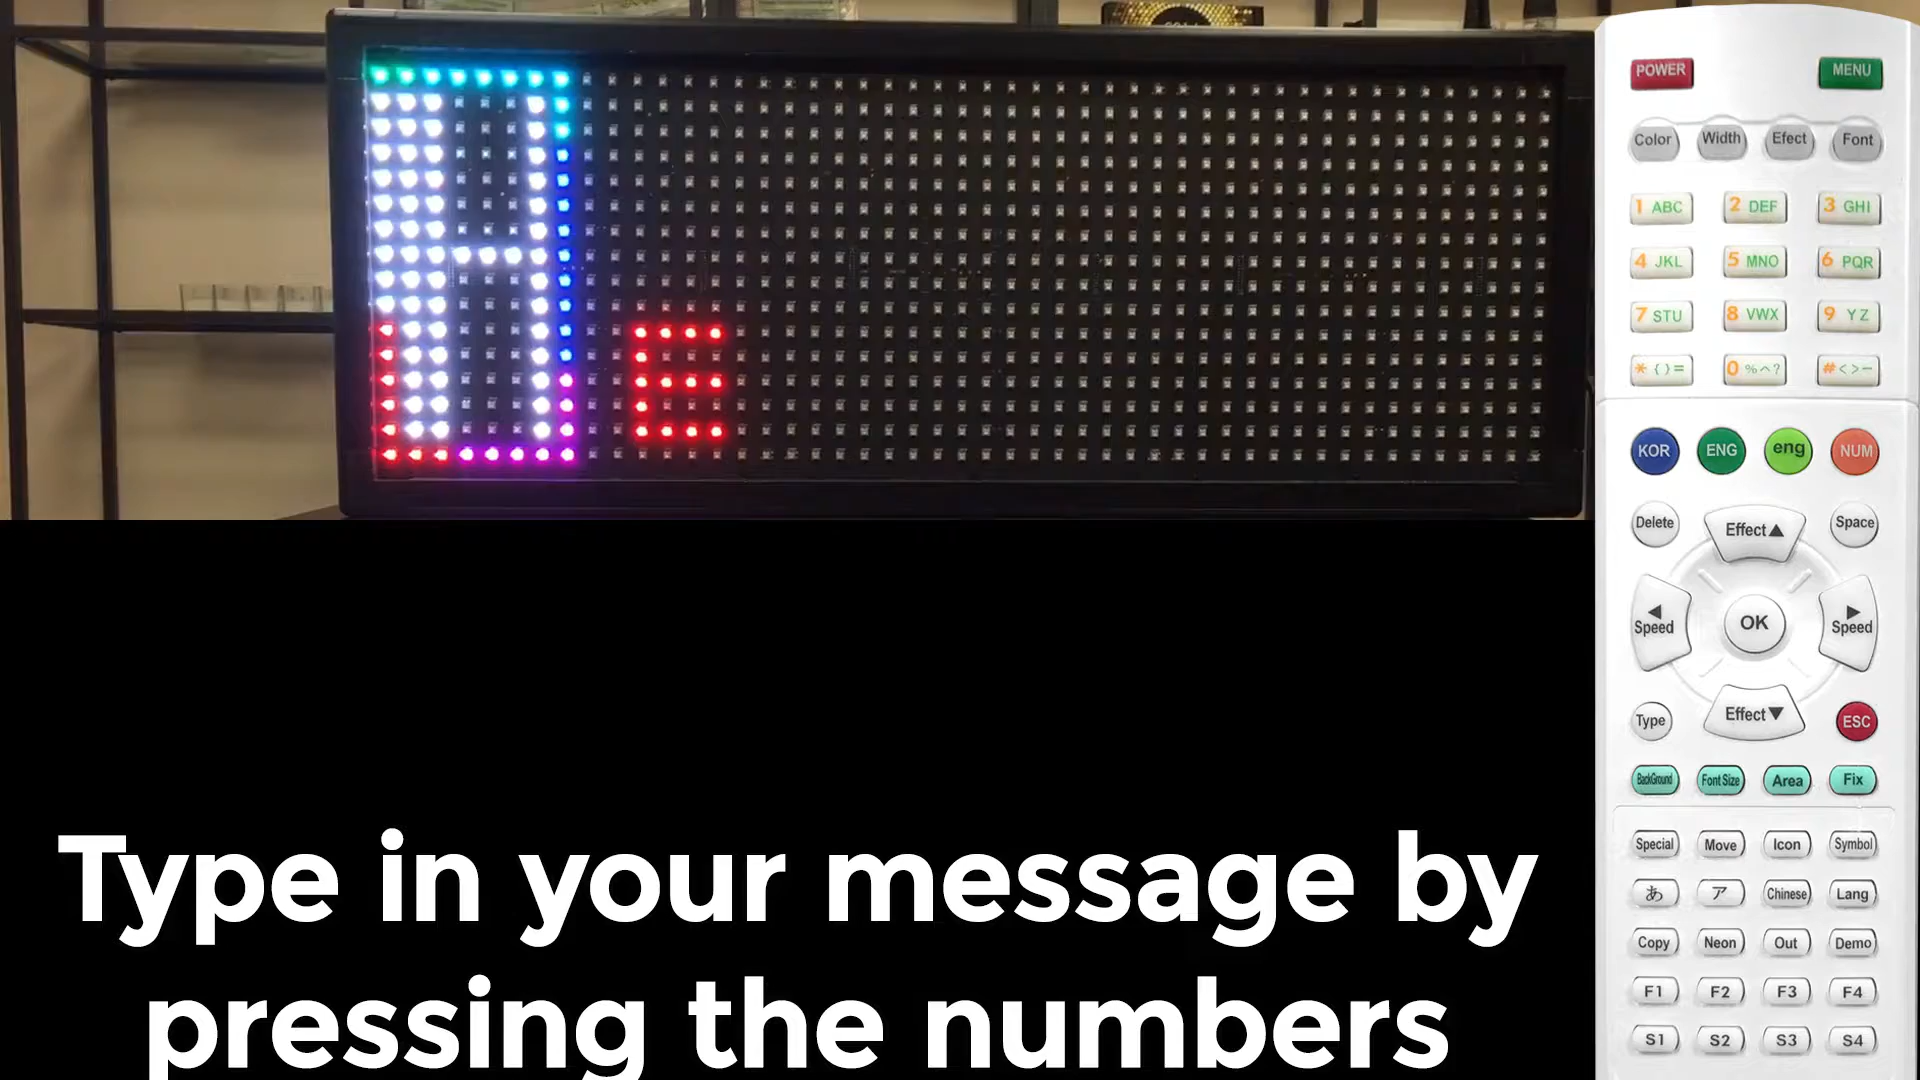 H
E
POWER MENU
Color Width Efect Font
1 ABC 2 DEF 3 GHI
4 JKL 5 MNO 6 PQR
7 STU 8 VWX 9 YZ
* { } = 0 % ^ ? # < > -
KOR ENG eng NUM
Delete Effect ▲ Space
◀ Speed OK ▶ Speed
Type Effect ▼ ESC
BackGround Font Size Area Fix
Special Move Icon Symbol
あ ア Chinese Lang
Copy Neon Out Demo
F1 F2 F3 F4
S1 S2 S3 S4
Type in your message by
pressing the numbers